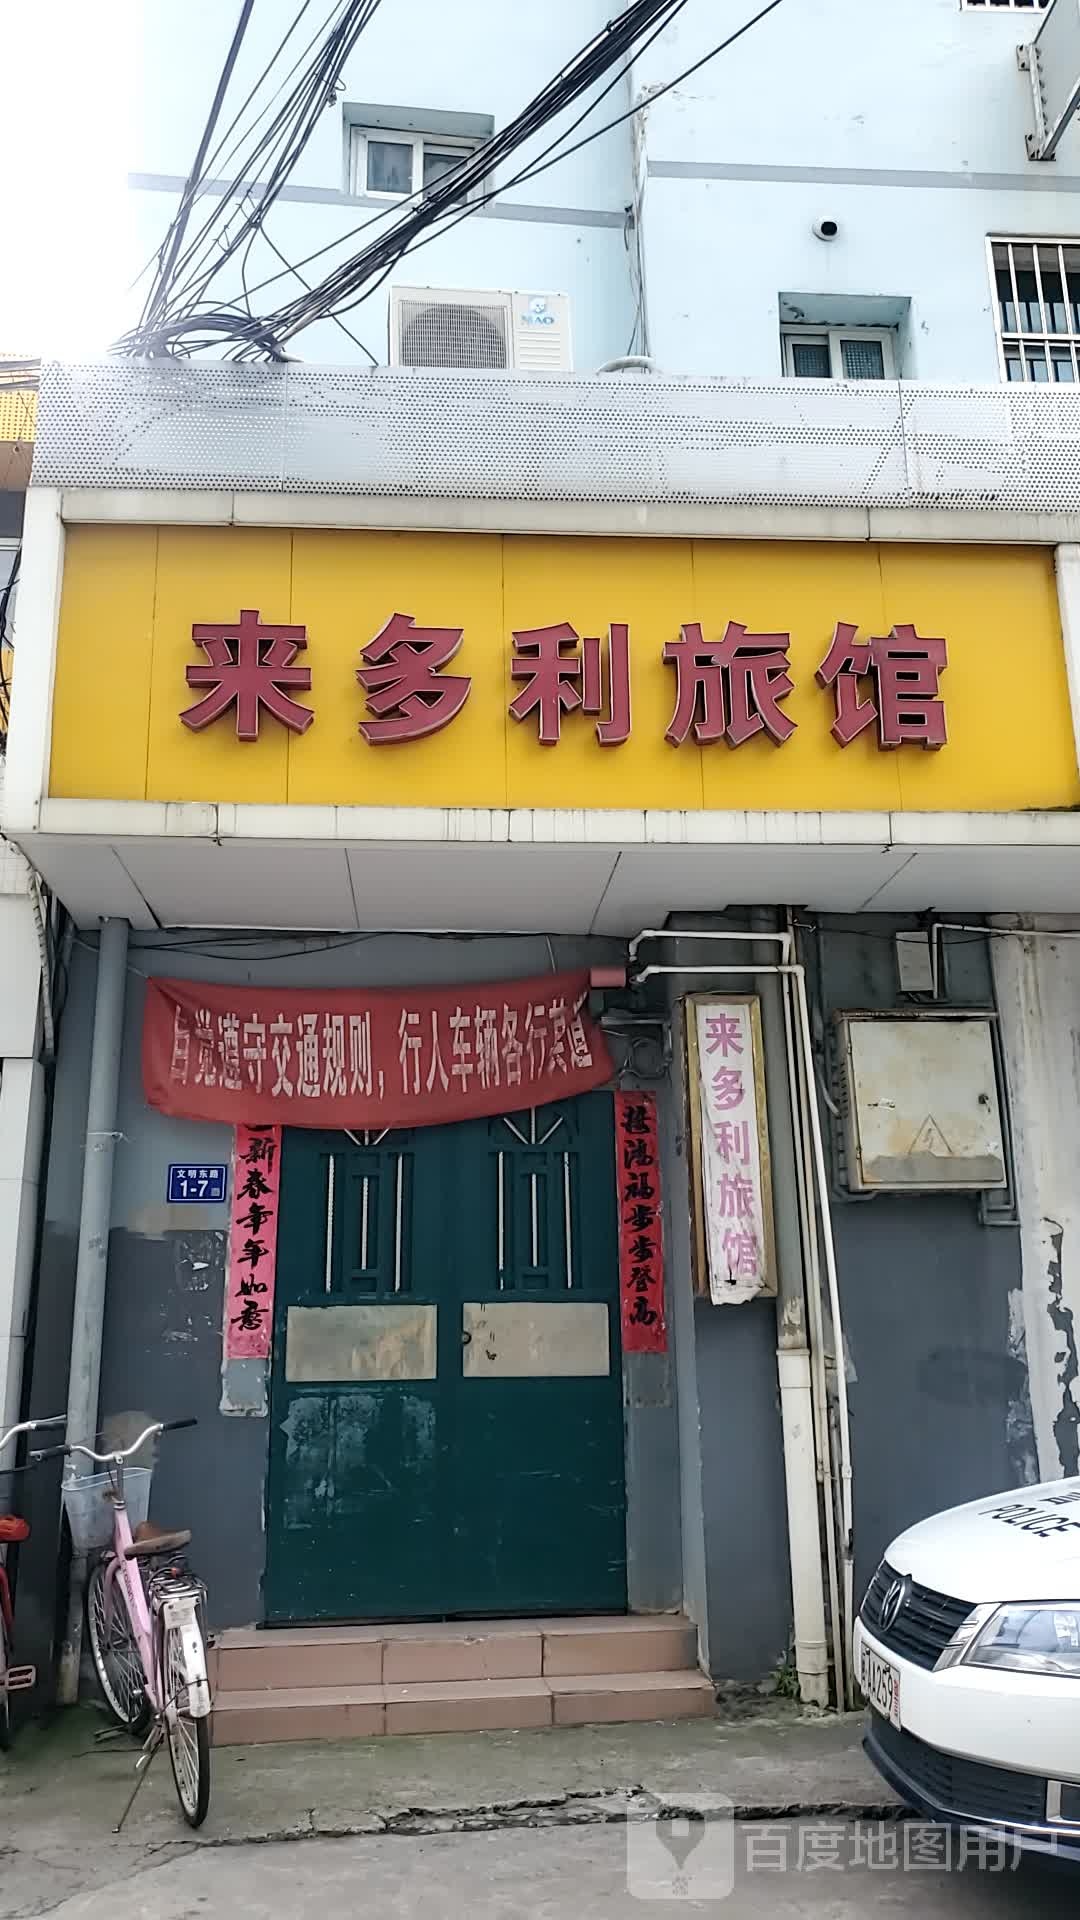 MAO
来多利旅馆
自觉遵守交通规则，行人车辆各行其道
来多利旅馆
文明东路
1-7
新春年年如意
鸿福步步登高
POLICE
AA259
百度地图用户